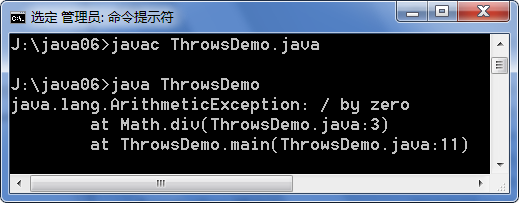 选定 管理员: 命令提示符
J:\java06>javac ThrowsDemo.java
J:\java06>java ThrowsDemo
java.lang.ArithmeticException: / by zero
        at Math.div(ThrowsDemo.java:3)
        at ThrowsDemo.main(ThrowsDemo.java:11)